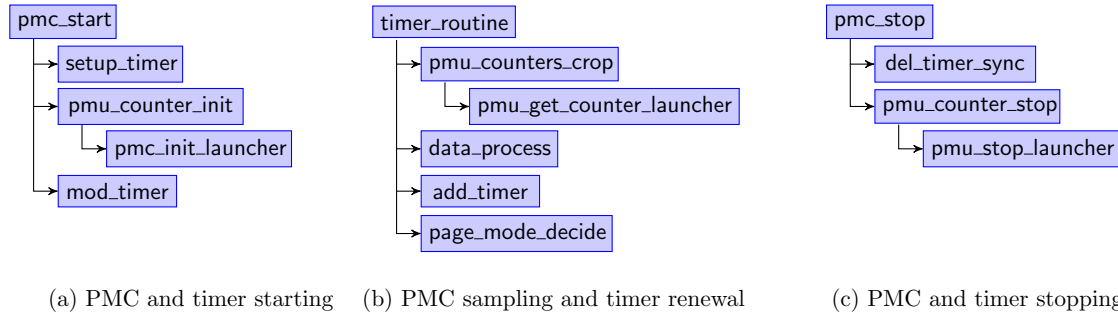 pmc_start
setup_timer
pmu_counter_init
pmc_init_launcher
mod_timer
(a) PMC and timer starting
timer_routine
pmu_counters_crop
pmu_get_counter_launcher
data_process
add_timer
page_mode_decide
(b) PMC sampling and timer renewal
pmc_stop
del_timer_sync
pmu_counter_stop
pmu_stop_launcher
(c) PMC and timer stopping